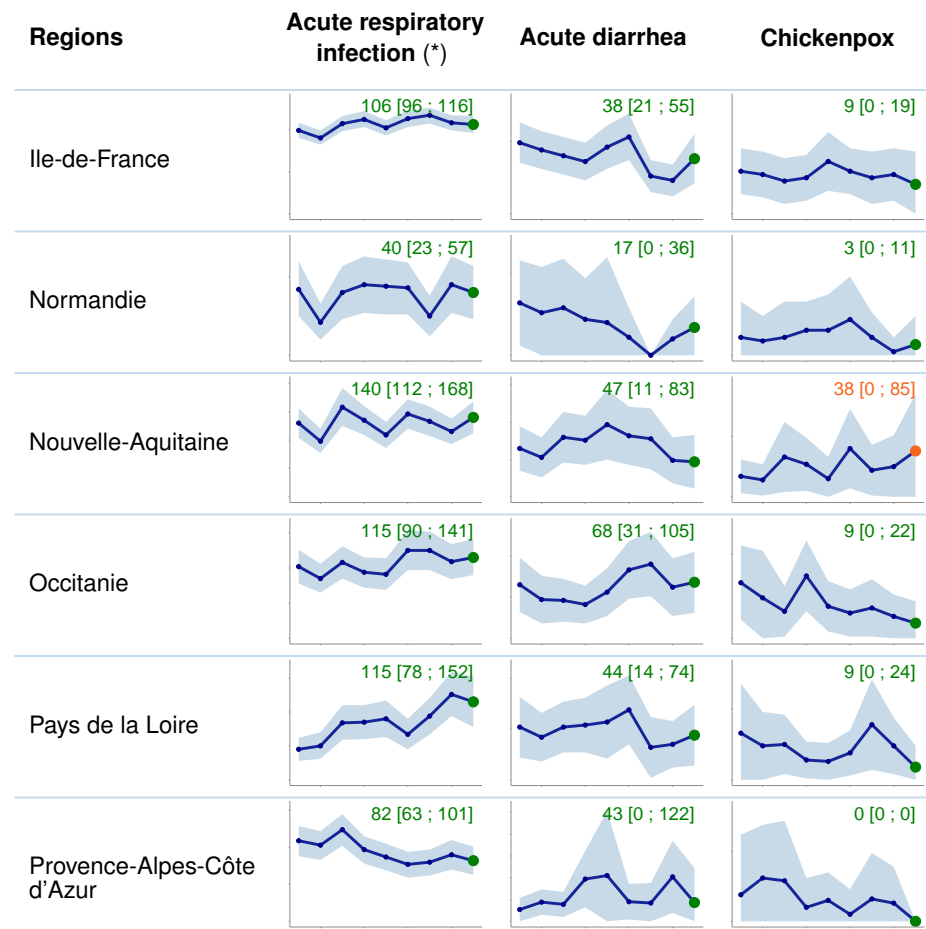 Regions
Acute respiratory
infection (*)
Acute diarrhea
Chickenpox
Ile-de-France
106 [96 ; 116]
38 [21 ; 55]
9 [0 ; 19]
Normandie
40 [23 ; 57]
17 [0 ; 36]
3 [0 ; 11]
Nouvelle-Aquitaine
140 [112 ; 168]
47 [11 ; 83]
38 [0 ; 85]
Occitanie
115 [90 ; 141]
68 [31 ; 105]
9 [0 ; 22]
Pays de la Loire
115 [78 ; 152]
44 [14 ; 74]
9 [0 ; 24]
Provence-Alpes-Côte
d'Azur
82 [63 ; 101]
43 [0 ; 122]
0 [0 ; 0]